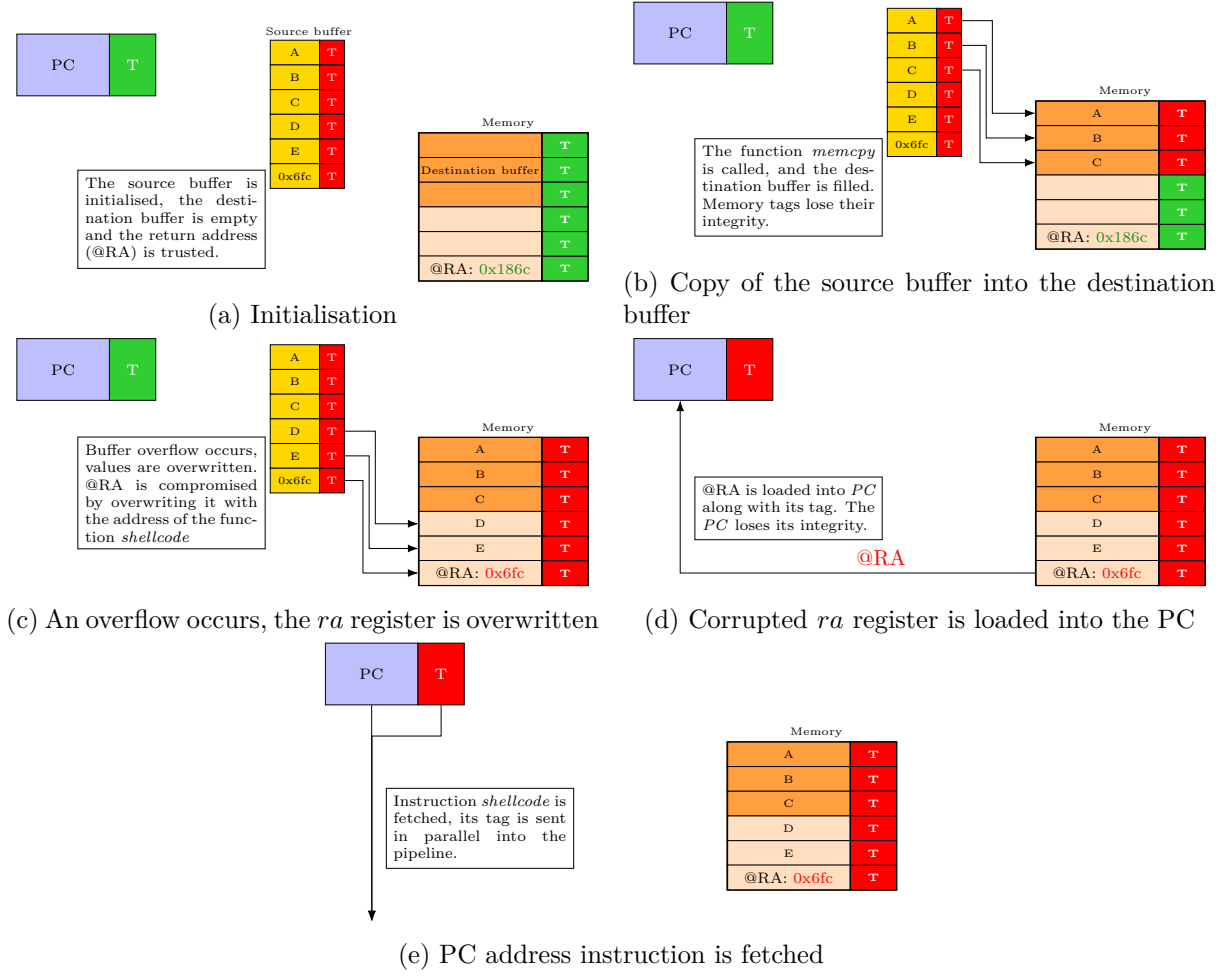 PC
T
Source buffer
A T
B T
C T
D T
E T
0x6fc T
The source buffer is
initialised, the desti-
nation buffer is empty
and the return address
(@RA) is trusted.
Memory
T
Destination buffer T
T
T
T
@RA: 0x186c T
(a) Initialisation
PC
T
A T
B T
C T
D T
E T
0x6fc T
The function memcpy
is called, and the des-
tination buffer is filled.
Memory tags lose their
integrity.
Memory
A T
B T
C T
T
T
@RA: 0x186c T
(b) Copy of the source buffer into the destination
buffer
PC
T
A T
B T
C T
D T
E T
0x6fc T
Buffer overflow occurs,
values are overwritten.
@RA is compromised
by overwriting it with
the address of the func-
tion shellcode
Memory
A T
B T
C T
D T
E T
@RA: 0x6fc T
(c) An overflow occurs, the ra register is overwritten
PC
T
@RA is loaded into PC
along with its tag. The
PC loses its integrity.
@RA
Memory
A T
B T
C T
D T
E T
@RA: 0x6fc T
(d) Corrupted ra register is loaded into the PC
PC
T
Instruction shellcode is
fetched, its tag is sent
in parallel into the
pipeline.
Memory
A T
B T
C T
D T
E T
@RA: 0x6fc T
(e) PC address instruction is fetched